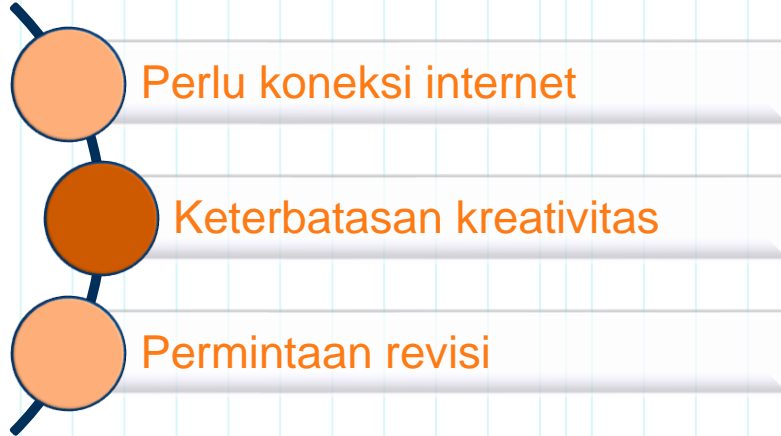 Perlu koneksi internet
Keterbatasan kreativitas
Permintaan revisi